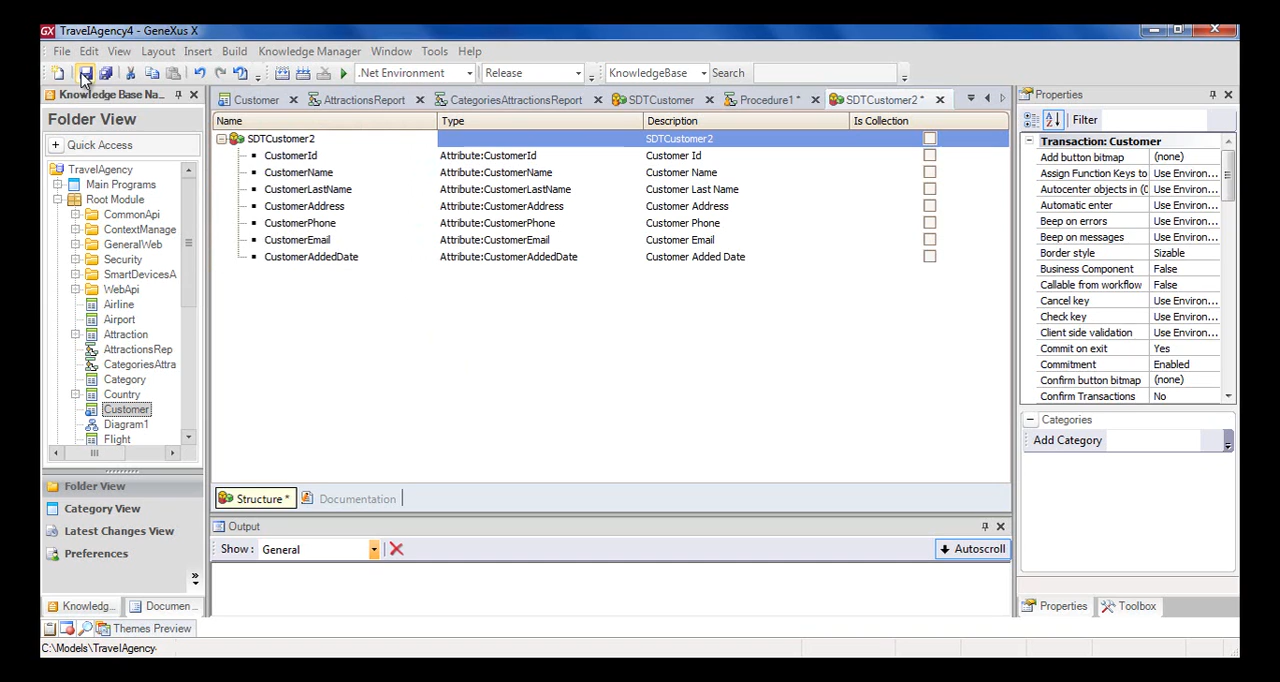 GX TravelAgency4 - GeneXus X
File Edit View Layout Insert Build Knowledge Manager Window Tools Help
.Net Environment Release KnowledgeBase Search
Knowledge Base Na...
Customer AttractionsReport CategoriesAttractionsReport SDTCustomer Procedure1 * SDTCustomer2 *
Properties
Folder View
Name Type Description Is Collection
Filter
Quick Access
SDTCustomer2 SDTCustomer2
Transaction: Customer
CustomerId Attribute:CustomerId Customer Id
CustomerName Attribute:CustomerName Customer Name
CustomerLastName Attribute:CustomerLastName Customer Last Name
CustomerAddress Attribute:CustomerAddress Customer Address
CustomerPhone Attribute:CustomerPhone Customer Phone
CustomerEmail Attribute:CustomerEmail Customer Email
CustomerAddedDate Attribute:CustomerAddedDate Customer Added Date
TravelAgency
Main Programs
Root Module
CommonApi
ContextManage
GeneralWeb
Security
SmartDevicesA
WebApi
Airline
Airport
Attraction
AttractionsRep
CategoriesAttra
Category
Country
Customer
Diagram1
Flight
Add button bitmap (none)
Assign Function Keys to Use Environ...
Autocenter objects in (C Use Environ...
Automatic enter Use Environ...
Beep on errors Use Environ...
Beep on messages Use Environ...
Border style Sizable
Business Component False
Callable from workflow False
Cancel key Use Environ...
Check key Use Environ...
Client side validation Use Environ...
Commit on exit Yes
Commitment Enabled
Confirm button bitmap (none)
Confirm Transactions No
Categories
Add Category
Folder View
Category View
Latest Changes View
Preferences
Structure * Documentation
Output
Show : General Autoscroll
Knowledg... Documen...
Properties Toolbox
Themes Preview
C:\Models\TravelAgency